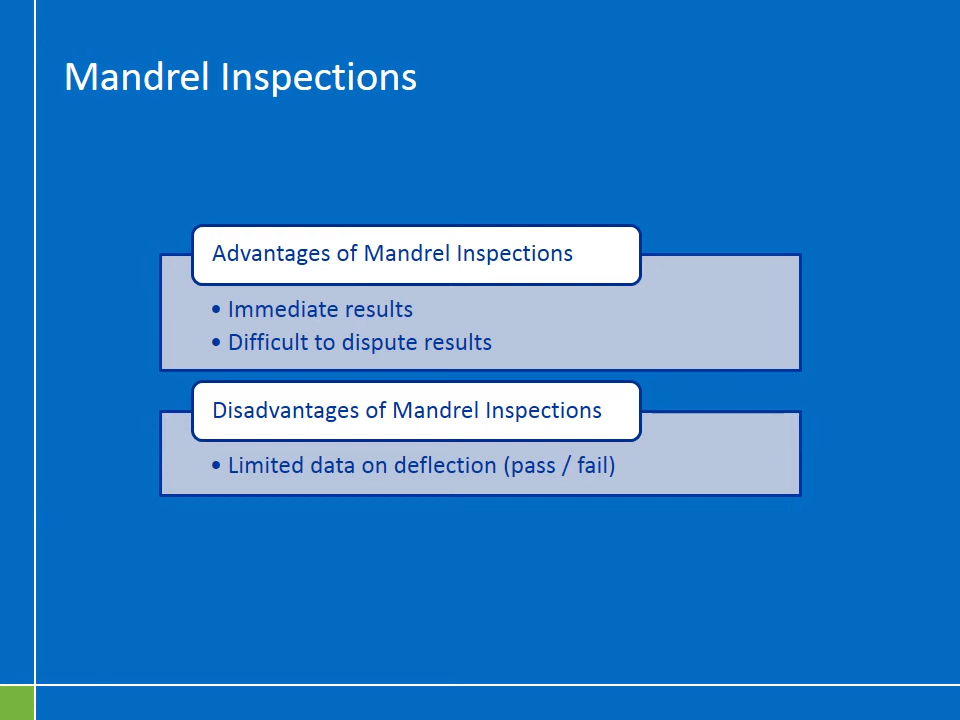 Mandrel Inspections
Advantages of Mandrel Inspections
• Immediate results
• Difficult to dispute results
Disadvantages of Mandrel Inspections
• Limited data on deflection (pass / fail)